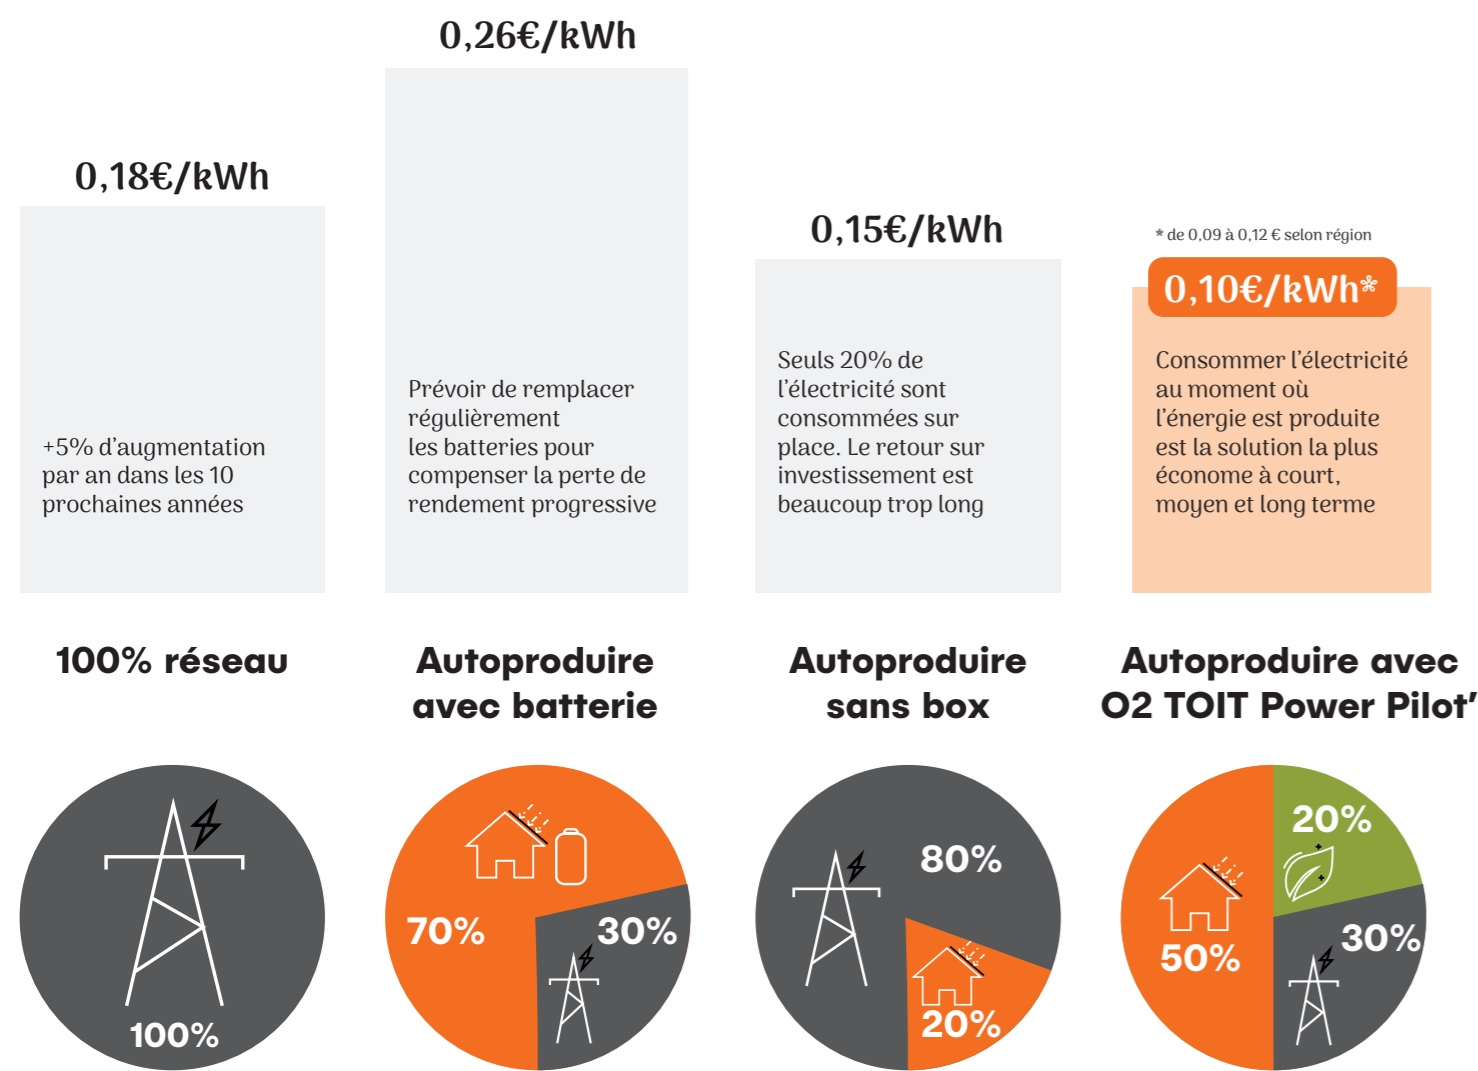 0,18€/kWh
+5% d’augmentation
par an dans les 10
prochaines années
100% réseau
100%
0,26€/kWh
Prévoir de remplacer
régulièrement
les batteries pour
compenser la perte de
rendement progressive
Autoproduire
avec batterie
70%
30%
0,15€/kWh
Seuls 20% de
l’électricité sont
consommées sur
place. Le retour sur
investissement est
beaucoup trop long
Autoproduire
sans box
80%
20%
* de 0,09 à 0,12 € selon région
0,10€/kWh*
Consommer l’électricité
au moment où
l’énergie est produite
est la solution la plus
économe à court,
moyen et long terme
Autoproduire avec
O2 TOIT Power Pilot’
20%
50%
30%